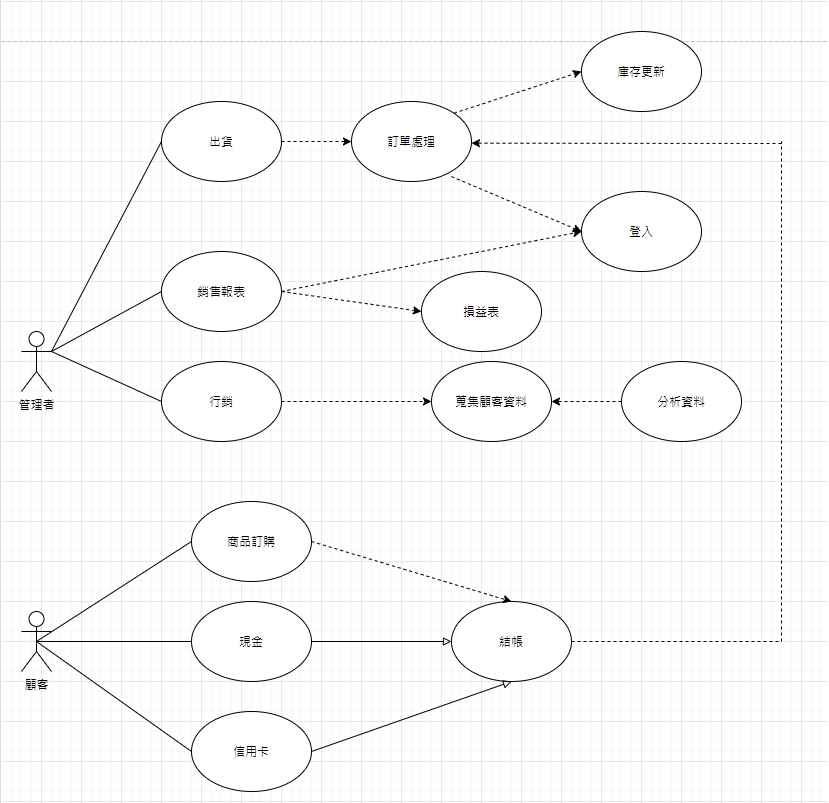 庫存更新
出貨
訂單處理
登入
銷售報表
損益表
管理者
行銷
蒐集顧客資料
分析資料
商品訂購
現金
結帳
顧客
信用卡